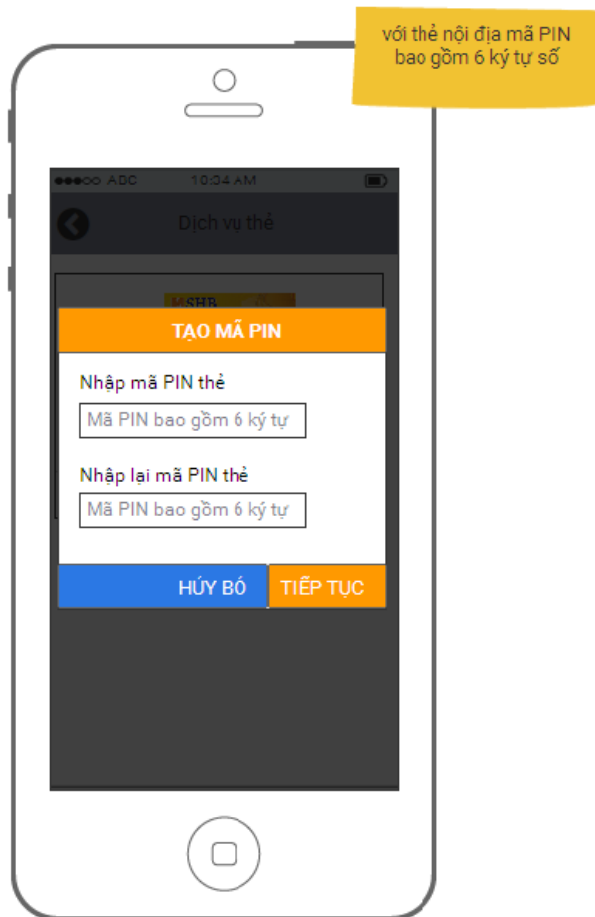 với thẻ nội địa mã PIN
bao gồm 6 ký tự số
ABC 10:34 AM
Dịch vụ thẻ
SHB
TẠO MÃ PIN
Nhập mã PIN thẻ
Mã PIN bao gồm 6 ký tự
Nhập lại mã PIN thẻ
Mã PIN bao gồm 6 ký tự
HỦY BỎ TIẾP TỤC